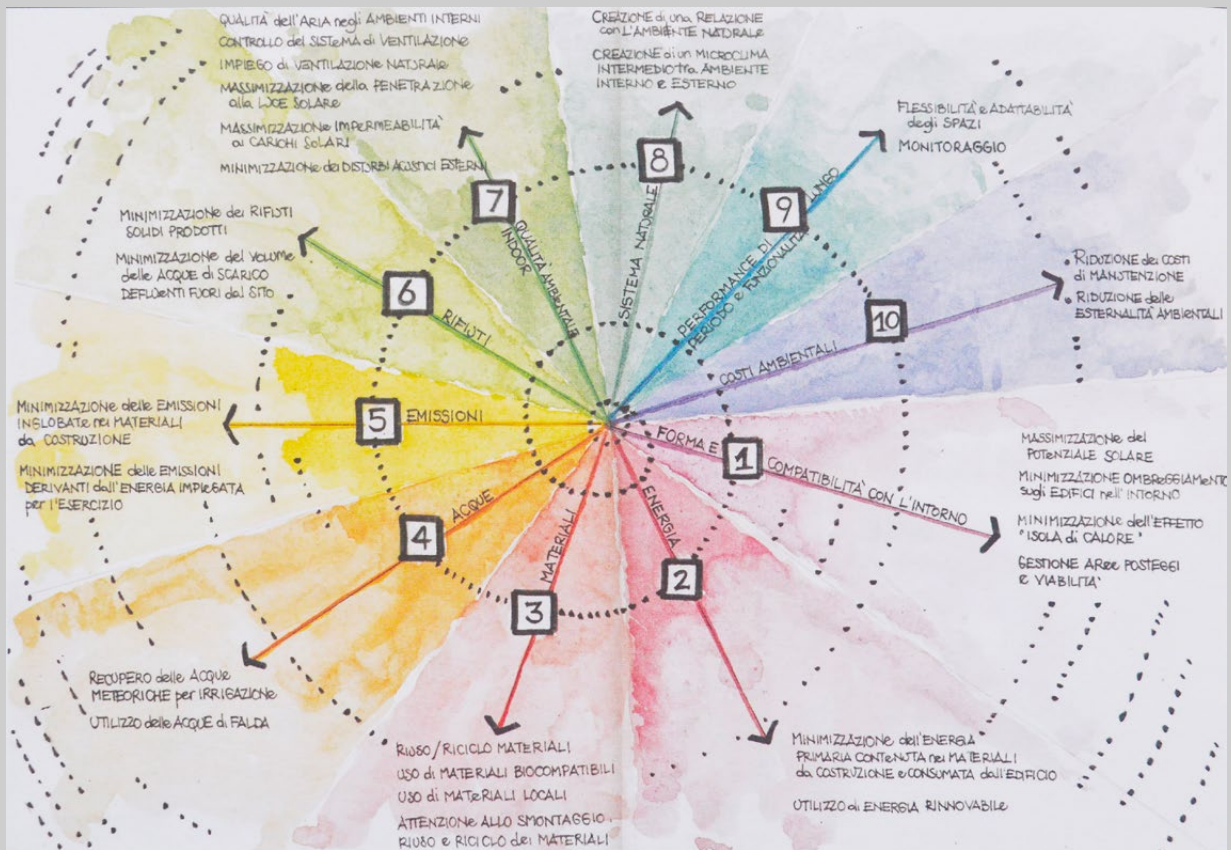 QUALITÀ dell'ARIA negli AMBIENTI INTERNI
CONTROLLO del SISTEMA di VENTILAZIONE
IMPIEGO di VENTILAZIONE NATURALE
MASSIMIZZAZIONE della PENETRAZIONE
alla LUCE SOLARE
MASSIMIZZAZIONE IMPERMEABILITÀ
ai CARICHI SOLARI
MINIMIZZAZIONE dei DISTURBI ACUSTICI ESTERNI
7
QUALITÀ AMBIENTALE
INDOOR
CREAZIONE di una RELAZIONE
con L'AMBIENTE NATURALE
CREAZIONE di un MICROCLIMA
INTERMEDIO tra AMBIENTE
INTERNO e ESTERNO
8
SISTEMA NATURALE
FLESSIBILITÀ e ADATTABILITÀ
degli SPAZI
MONITORAGGIO
9
PERFORMANCE DI LUNGO
PERIODO e FUNZIONALITÀ
RIDUZIONE dei COSTI
di MANUTENZIONE
RIDUZIONE delle
ESTERNALITÀ AMBIENTALI
10
COSTI AMBIENTALI
MINIMIZZAZIONE dei RIFIUTI
SOLIDI PRODOTTI
MINIMIZZAZIONE del VOLUME
delle ACQUE di SCARICO
DEFLUENTI FUORI dal SITO
6
RIFIUTI
MINIMIZZAZIONE delle EMISSIONI
INGLOBATE nei MATERIALI
da COSTRUZIONE
MINIMIZZAZIONE delle EMISSIONI
DERIVANTI dall'ENERGIA IMPIEGATA
per l'ESERCIZIO
5
EMISSIONI
FORMA E
1
COMPATIBILITÀ CON L'INTORNO
MASSIMIZZAZIONE del
POTENZIALE SOLARE
MINIMIZZAZIONE OMBREGGIAMENTO
sugli EDIFICI nell'INTORNO
MINIMIZZAZIONE dell'EFFETTO
"ISOLA di CALORE"
GESTIONE AREE POSTEGGI
e VIABILITÀ
4
ACQUE
RECUPERO delle ACQUE
METEORICHE per IRRIGAZIONE
UTILIZZO delle ACQUE di FALDA
3
MATERIALI
RIUSO/RICICLO MATERIALI
USO di MATERIALI BIOCOMPATIBILI
USO di MATERIALI LOCALI
ATTENZIONE ALLO SMONTAGGIO,
RIUSO e RICICLO dei MATERIALI
ENERGIA
2
MINIMIZZAZIONE dell'ENERGIA
PRIMARIA CONTENUTA nei MATERIALI
da COSTRUZIONE e CONSUMATA dall'EDIFICIO
UTILIZZO di ENERGIA RINNOVABILE